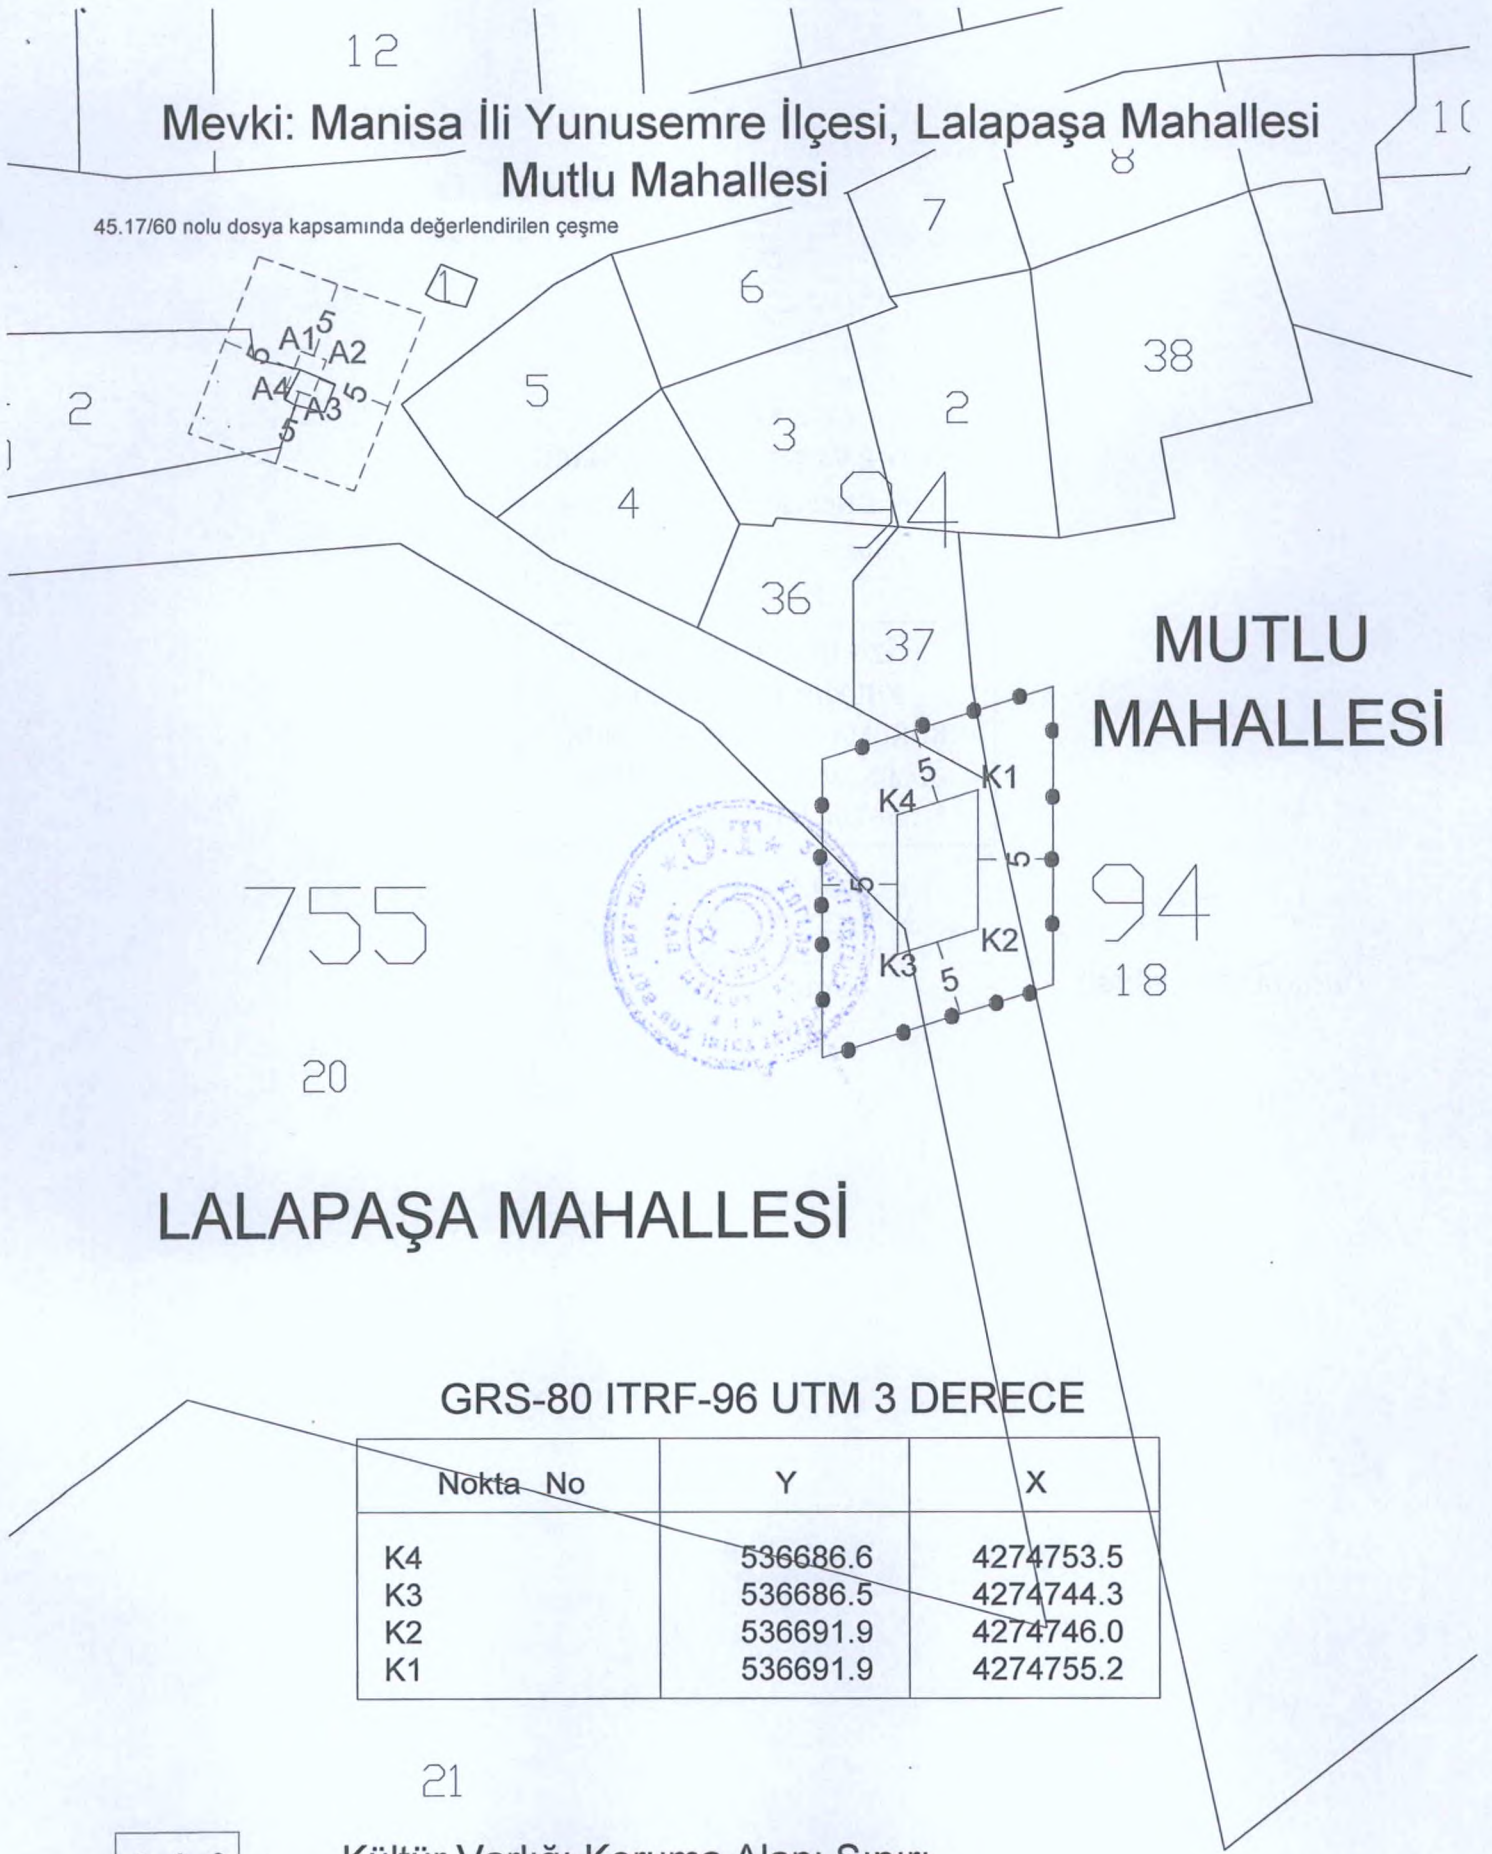 12
Mevki: Manisa İli Yunusemre İlçesi, Lalapaşa Mahallesi
Mutlu Mahallesi
8
7
45.17/60 nolu dosya kapsamında değerlendirilen çeşme
1
6
5
A1
A2
5
A4
5
A3
5
2
5
38
3
2
4
94
36
37
MUTLU
MAHALLESİ
5
K1
K4
T.C.
5
5
755
94
K2
K3
5
18
20
LALAPAŞA MAHALLESİ
GRS-80 ITRF-96 UTM 3 DERECE
Nokta No Y X
K4 536686.6 4274753.5
K3 536686.5 4274744.3
K2 536691.9 4274746.0
K1 536691.9 4274755.2
21
Kültür Varlığı Koruma Alanı Sınırı